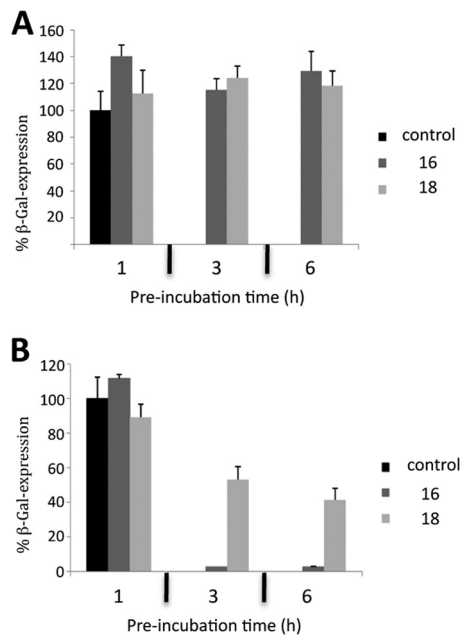 A
160
140
120
100
80
60
40
20
% β-Gal-expression
control
16
18
1 3 6
Pre-incubation time (h)
B
120
100
80
60
40
20
0
% β-Gal-expression
control
16
18
1 3 6
Pre-incubation time (h)